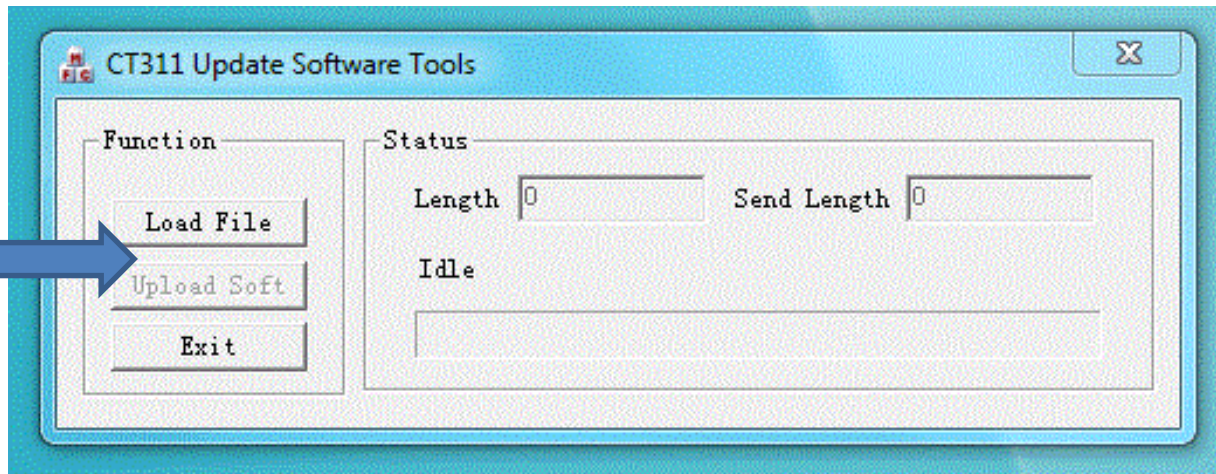 CT311 Update Software Tools
Function
Load File
Upload Soft
Exit
Status
Length 0 Send Length 0
Idle